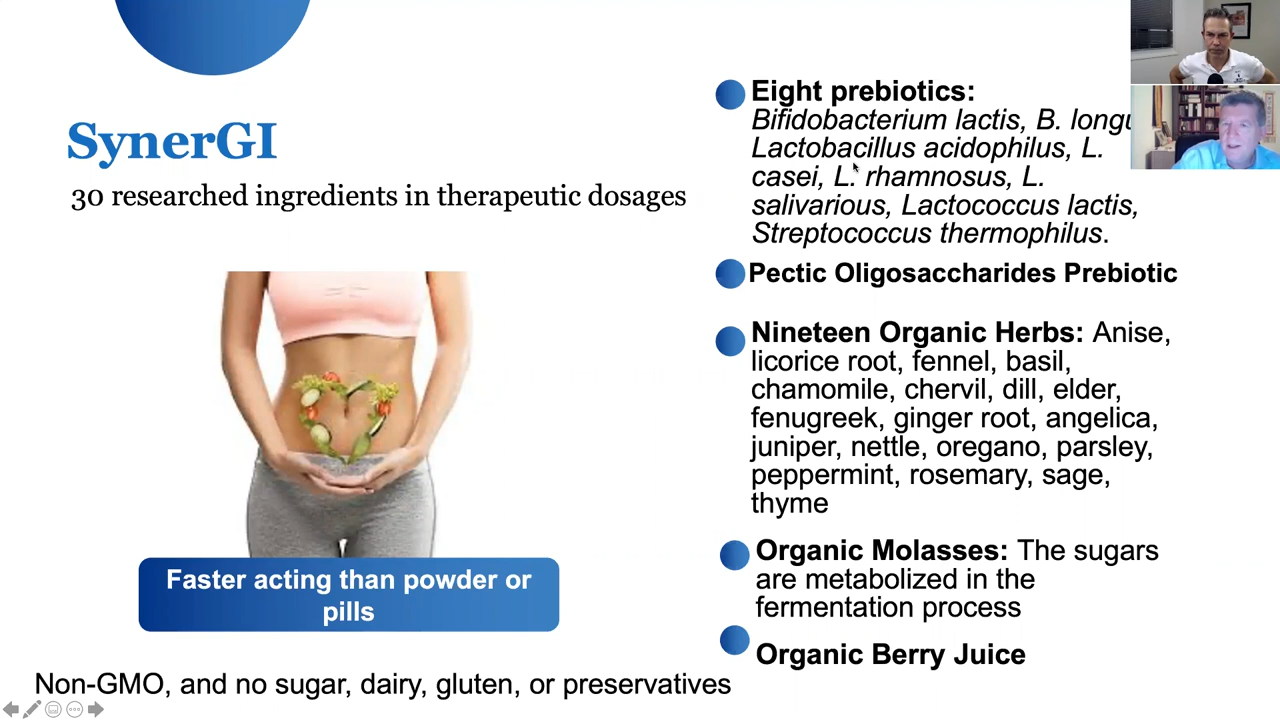 SynerGI
30 researched ingredients in therapeutic dosages
Faster acting than powder or
pills
Non-GMO, and no sugar, dairy, gluten, or preservatives
Eight prebiotics:
Bifidobacterium lactis, B.
Lactobacillus acidophilus, L.
casei, L. rhamnosus, L.
salivarious, Lactococcus lactis,
Streptococcus thermophilus.
Pectic Oligosaccharides Prebiotic
Nineteen Organic Herbs: Anise,
licorice root, fennel, basil,
chamomile, chervil, dill, elder,
fenugreek, ginger root, angelica,
juniper, nettle, oregano, parsley,
peppermint, rosemary, sage,
thyme
Organic Molasses: The sugars
are metabolized in the
fermentation process
Organic Berry Juice